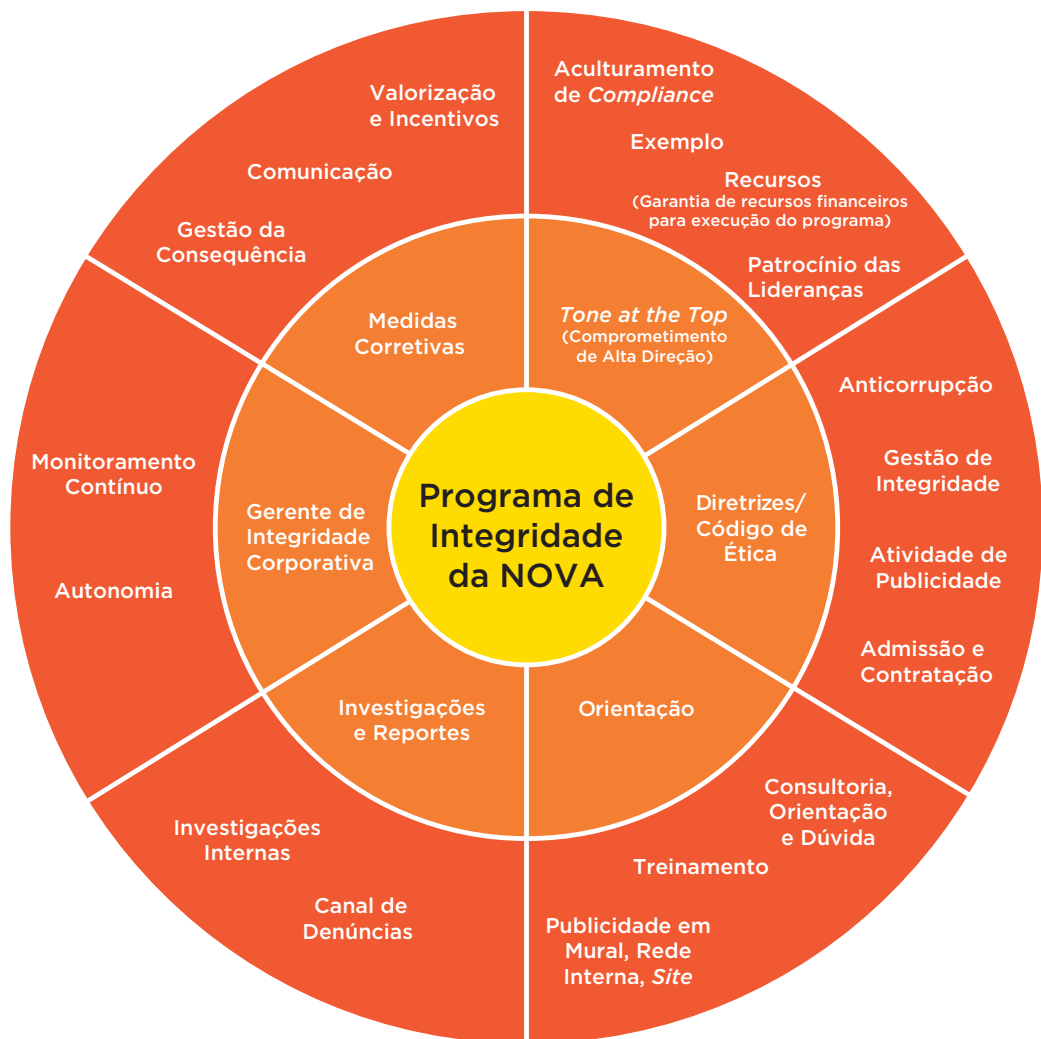 Valorização
e Incentivos
Comunicação
Gestão da
Consequência
Aculturamento
de Compliance
Exemplo
Recursos
(Garantia de recursos financeiros
para execução do programa)
Patrocínio das
Lideranças
Medidas
Corretivas
Tone at the Top
(Comprometimento
de Alta Direção)
Anticorrupção
Gestão de
Integridade
Atividade de
Publicidade
Admissão e
Contratação
Monitoramento
Contínuo
Autonomia
Gerente de
Integridade
Corporativa
Programa de
Integridade
da NOVA
Diretrizes/
Código de
Ética
Investigações
e Reportes
Orientação
Investigações
Internas
Canal de
Denúncias
Consultoria,
Orientação
e Dúvida
Treinamento
Publicidade em
Mural, Rede
Interna, Site